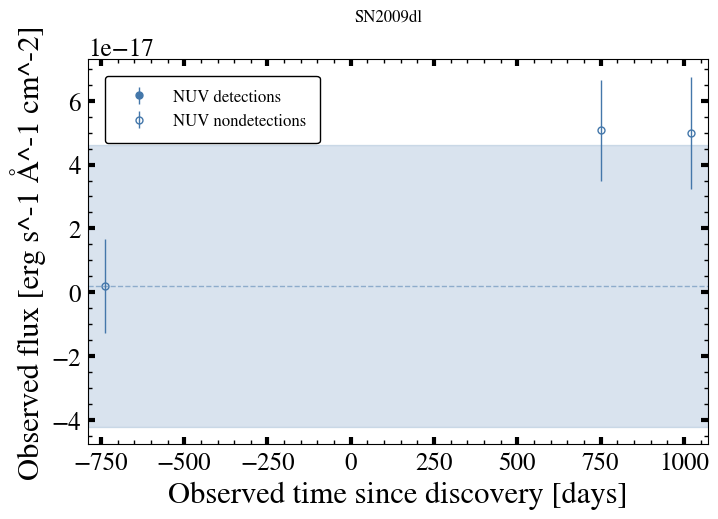 SN2009dl
1e−17
NUV detections
NUV nondetections
6
4
2
0
−2
−4
Observed flux [erg s^-1 Å^-1 cm^-2]
−750 −500 −250 0 250 500 750 1000
Observed time since discovery [days]